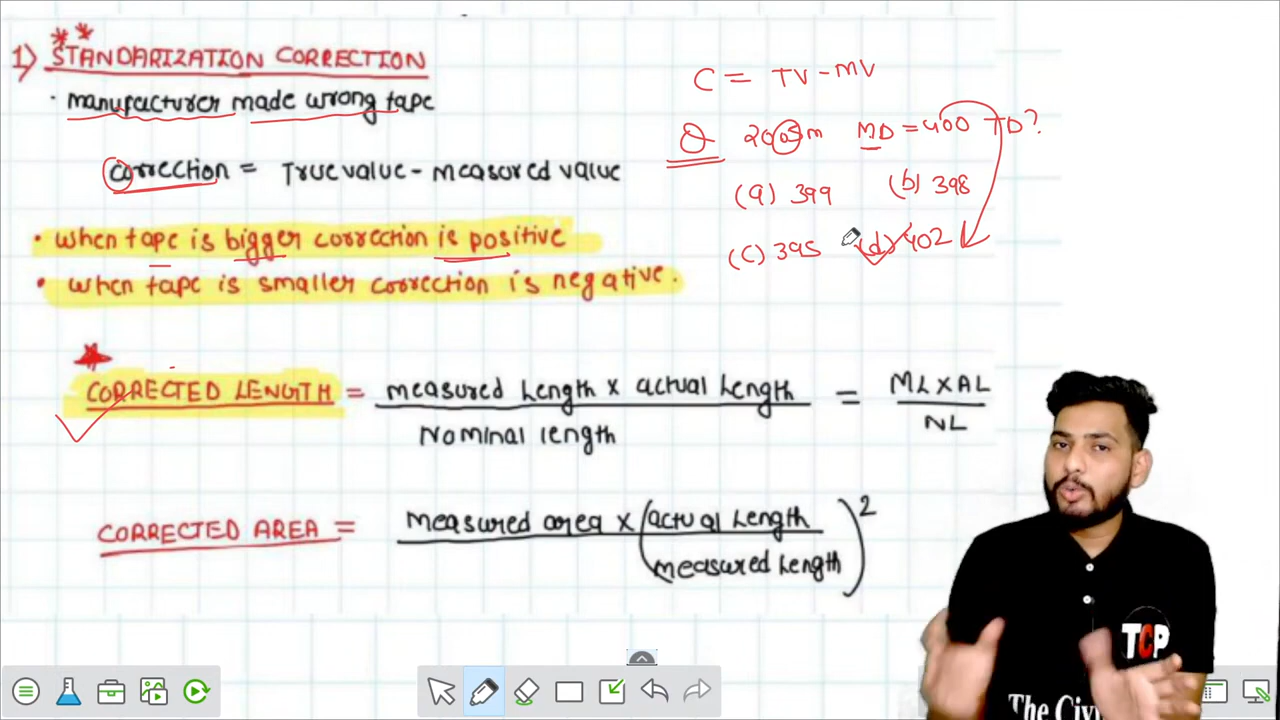 1) STANDARIZATION CORRECTION
· manufacturer made wrong tape
correction = True value - measured value
· when tape is bigger correction is positive
· when tape is smaller correction is negative.
C = TV - MV
Q MD = 400 TD?
(a) 399 (b) 398
(c) 395 (d) 402
CORRECTED LENGTH = measured Length x actual Length / Nominal length = ML X AL / NL
CORRECTED AREA = measured area x (actual Length / measured Length)2
TCP
The Civi